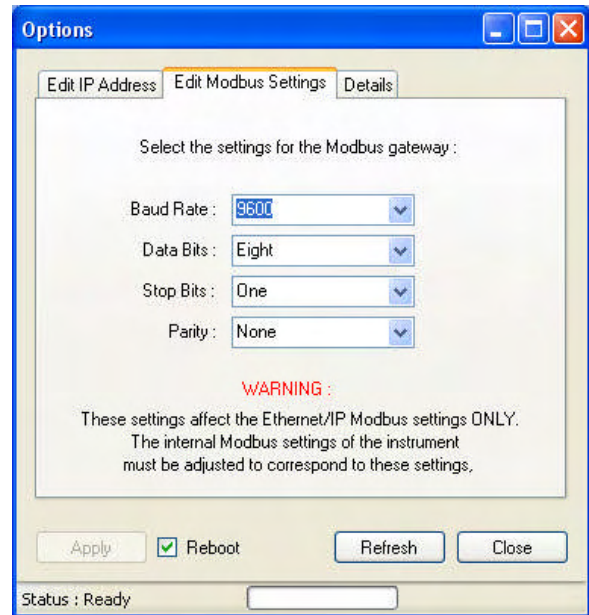 Options
Edit IP Address Edit Modbus Settings Details
Select the settings for the Modbus gateway :
Baud Rate : 9600
Data Bits : Eight
Stop Bits : One
Parity : None
WARNING :
These settings affect the Ethernet/IP Modbus settings ONLY.
The internal Modbus settings of the instrument
must be adjusted to correspond to these settings,
Apply Reboot Refresh Close
Status : Ready